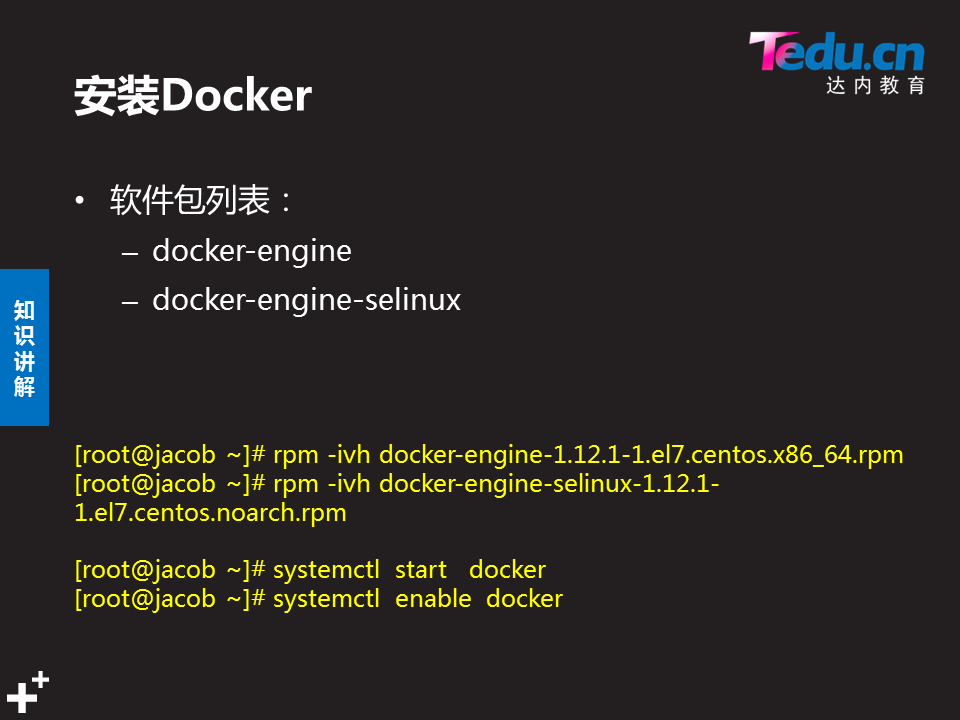 Tedu.cn
达内教育
安装Docker
• 软件包列表：
– docker-engine
– docker-engine-selinux
知识讲解
[root@jacob ~]# rpm -ivh docker-engine-1.12.1-1.el7.centos.x86_64.rpm
[root@jacob ~]# rpm -ivh docker-engine-selinux-1.12.1-
1.el7.centos.noarch.rpm
[root@jacob ~]# systemctl start docker
[root@jacob ~]# systemctl enable docker